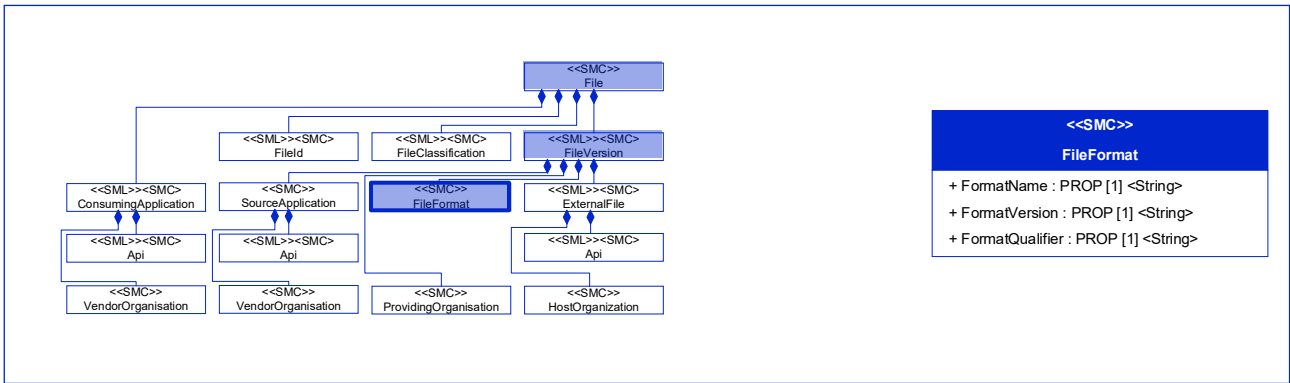 <<SMC>>
File
<<SML>><SMC>
FileId
<<SML>><SMC>
FileClassification
<<SML>><SMC>
FileVersion
<<SML>><SMC>
ConsumingApplication
<<SML>><SMC>
SourceApplication
<<SMC>>
FileFormat
<<SML>><SMC>
ExternalFile
<<SML>><SMC>
Api
<<SML>><SMC>
Api
<<SML>><SMC>
Api
<<SMC>>
VendorOrganisation
<<SMC>>
VendorOrganisation
<<SMC>>
ProvidingOrganisation
<<SMC>>
HostOrganization
<<SMC>>
FileFormat
+ FormatName : PROP [1] <String>
+ FormatVersion : PROP [1] <String>
+ FormatQualifier : PROP [1] <String>